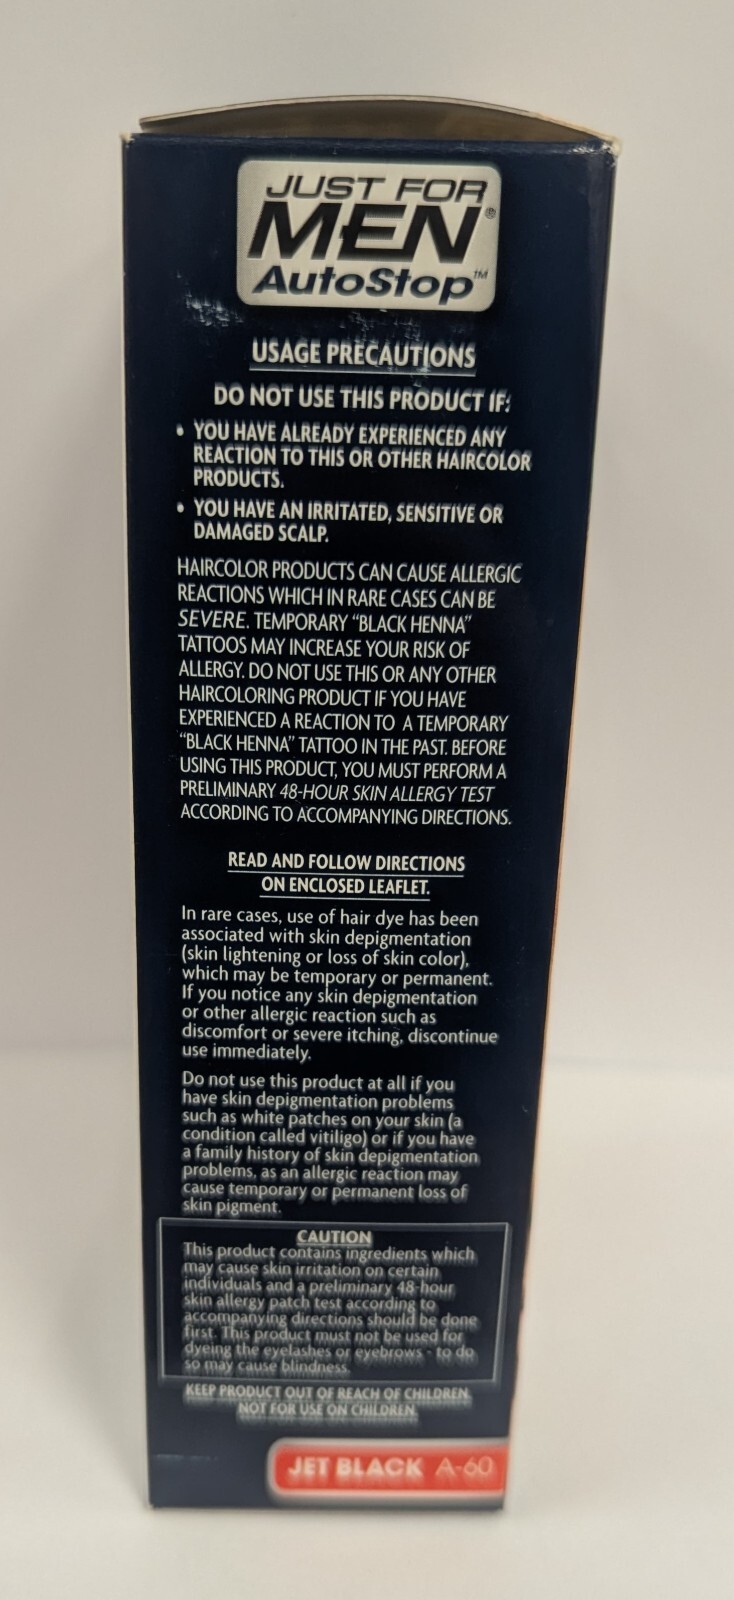 JUST FOR
MEN®
AutoStop™
USAGE PRECAUTIONS
DO NOT USE THIS PRODUCT IF:
• YOU HAVE ALREADY EXPERIENCED ANY
REACTION TO THIS OR OTHER HAIRCOLOR
PRODUCTS.
• YOU HAVE AN IRRITATED, SENSITIVE OR
DAMAGED SCALP.
HAIRCOLOR PRODUCTS CAN CAUSE ALLERGIC
REACTIONS WHICH IN RARE CASES CAN BE
SEVERE. TEMPORARY “BLACK HENNA”
TATTOOS MAY INCREASE YOUR RISK OF
ALLERGY. DO NOT USE THIS OR ANY OTHER
HAIRCOLORING PRODUCT IF YOU HAVE
EXPERIENCED A REACTION TO A TEMPORARY
“BLACK HENNA” TATTOO IN THE PAST. BEFORE
USING THIS PRODUCT, YOU MUST PERFORM A
PRELIMINARY 48-HOUR SKIN ALLERGY TEST
ACCORDING TO ACCOMPANYING DIRECTIONS.
READ AND FOLLOW DIRECTIONS
ON ENCLOSED LEAFLET.
In rare cases, use of hair dye has been
associated with skin depigmentation
(skin lightening or loss of skin color),
which may be temporary or permanent.
If you notice any skin depigmentation
or other allergic reaction such as
discomfort or severe itching, discontinue
use immediately.
Do not use this product at all if you
have skin depigmentation problems
such as white patches on your skin (a
condition called vitiligo) or if you have
a family history of skin depigmentation
problems, as an allergic reaction may
cause temporary or permanent loss of
skin pigment.
CAUTION
This product contains ingredients which
may cause skin irritation on certain
individuals and a preliminary 48-hour
skin allergy patch test according to
accompanying directions should be done
first. This product must not be used for
dyeing the eyelashes or eyebrows - to do
so may cause blindness.
KEEP PRODUCT OUT OF REACH OF CHILDREN.
NOT FOR USE ON CHILDREN.
JET BLACK A-60